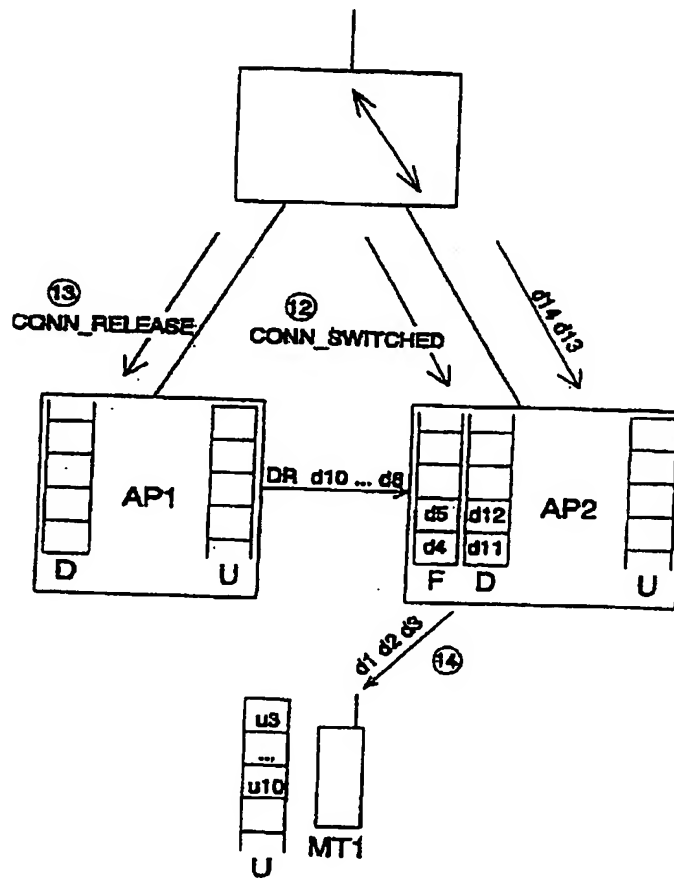 13
CONN_RELEASE
12
CONN_SWITCHED
d14 d13
AP1
D
U
DR d10 ... d6
AP2
d5
d12
d4
d11
F
D
U
d1 d2 d3
14
u3
...
u10
U
MT1